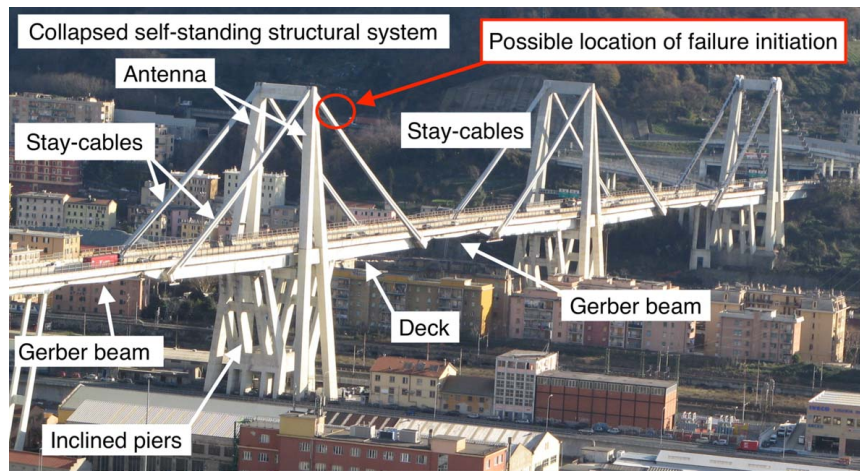 Collapsed self-standing structural system
Possible location of failure initiation
Antenna
Stay-cables
Stay-cables
Gerber beam
Deck
Gerber beam
Inclined piers